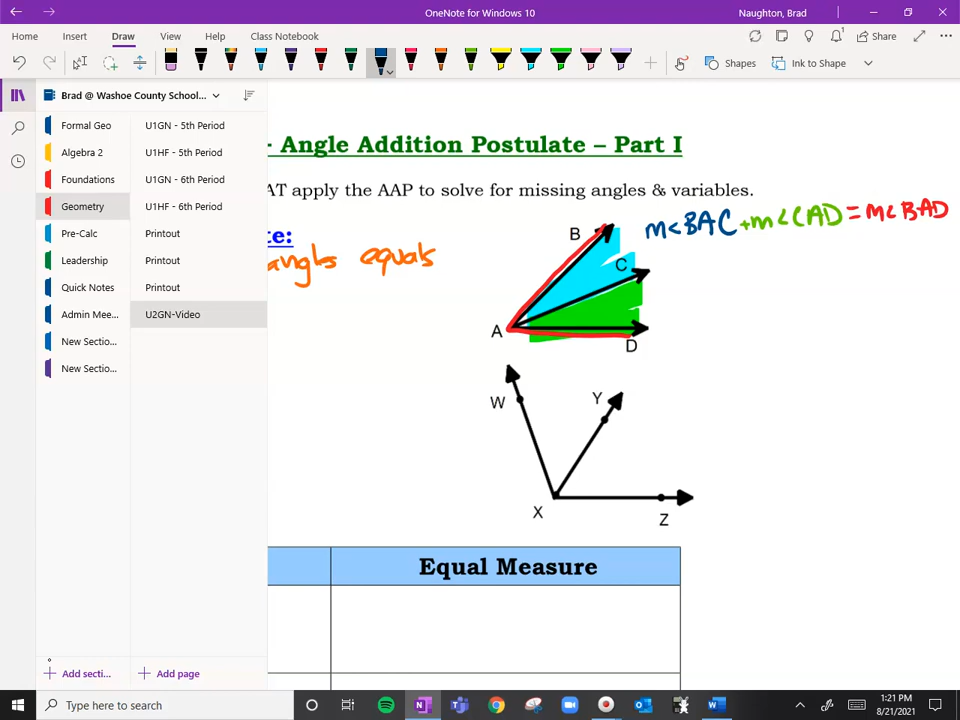 OneNote for Windows 10
Naughton, Brad
Home Insert Draw View Help Class Notebook
Share
Shapes Ink to Shape
Brad @ Washoe County School...
Formal Geo
Algebra 2
Foundations
Geometry
Pre-Calc
Leadership
Quick Notes
Admin Mee...
New Sectio...
New Sectio...
Add secti...
U1GN - 5th Period
U1HF - 5th Period
U1GN - 6th Period
U1HF - 6th Period
Printout
Printout
Printout
U2GN-Video
Add page
- Angle Addition Postulate – Part I
AT apply the AAP to solve for missing angles & variables.
te:
angles equals
m<BAC+m<CAD=m<BAD
B
C
A
D
W
Y
X
Z
Equal Measure
Type here to search
1:21 PM
8/21/2021